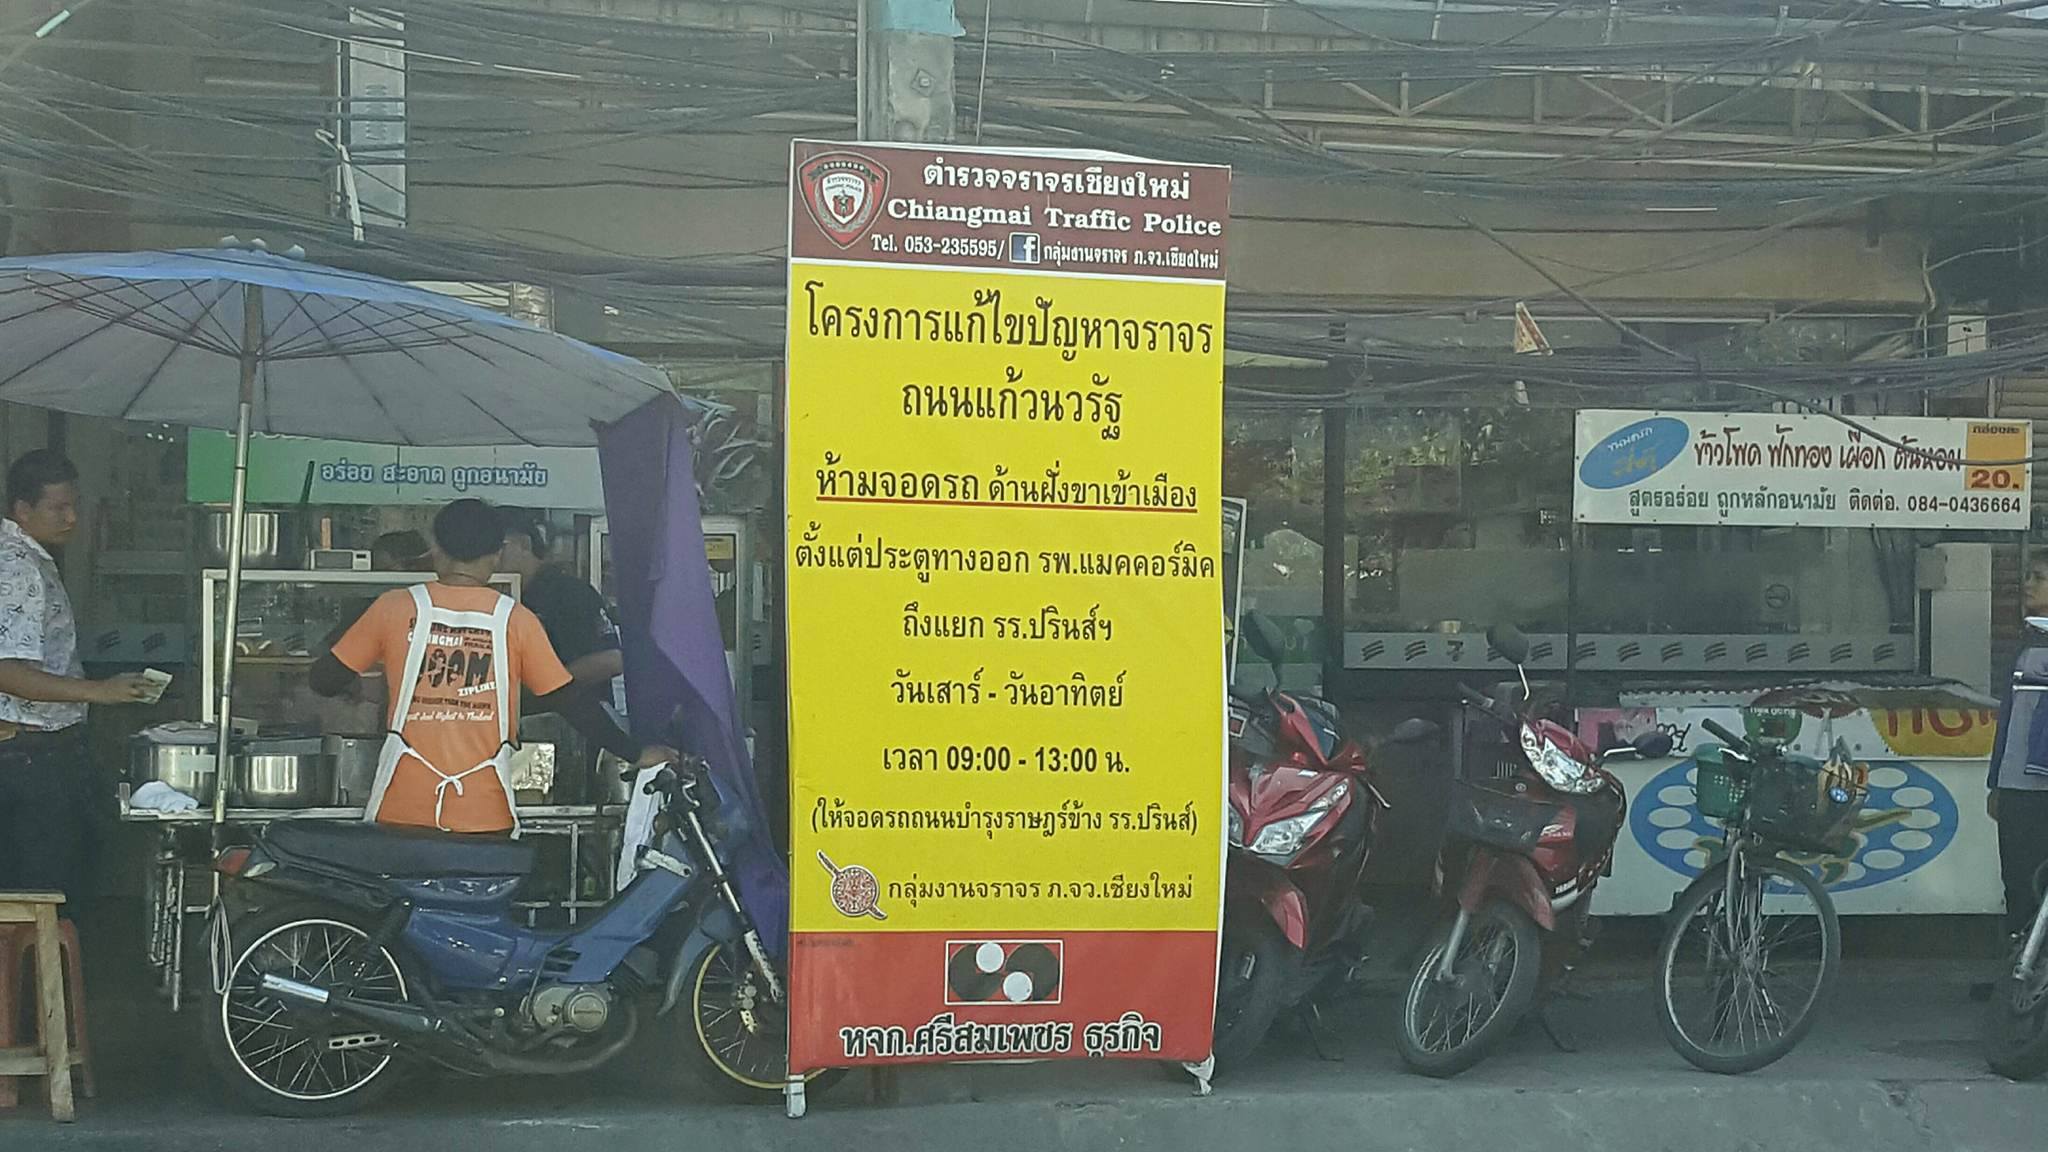 ตำรวจจราจรเชียงใหม่
Chiangmai Traffic Police
Tel. 053-235595/ f กลุ่มงานจราจร ภ.จว.เชียงใหม่
โครงการแก้ไขปัญหาจราจร
ถนนแก้วนวรัฐ
ห้ามจอดรถ ด้านฝั่งขาเข้าเมือง
ตั้งแต่ประตูทางออก รพ.แมคคอร์มิค
ถึงแยก รร.ปรินส์ฯ
วันเสาร์ - วันอาทิตย์
เวลา 09:00 - 13:00 น.
(ให้จอดรถถนนบำรุงราษฎร์ข้าง รร.ปรินส์)
กลุ่มงานจราจร ภ.จว.เชียงใหม่
หจก.ศรีสมเพชร ธุรกิจ
อร่อย สะอาด ถูกอนามัย
ZIPLINE
ข้าวโพด ฟักทอง เผือก ต้นหอม
กล่องละ
20.
สูตรอร่อย ถูกหลักอนามัย ติดต่อ. 084-0436664